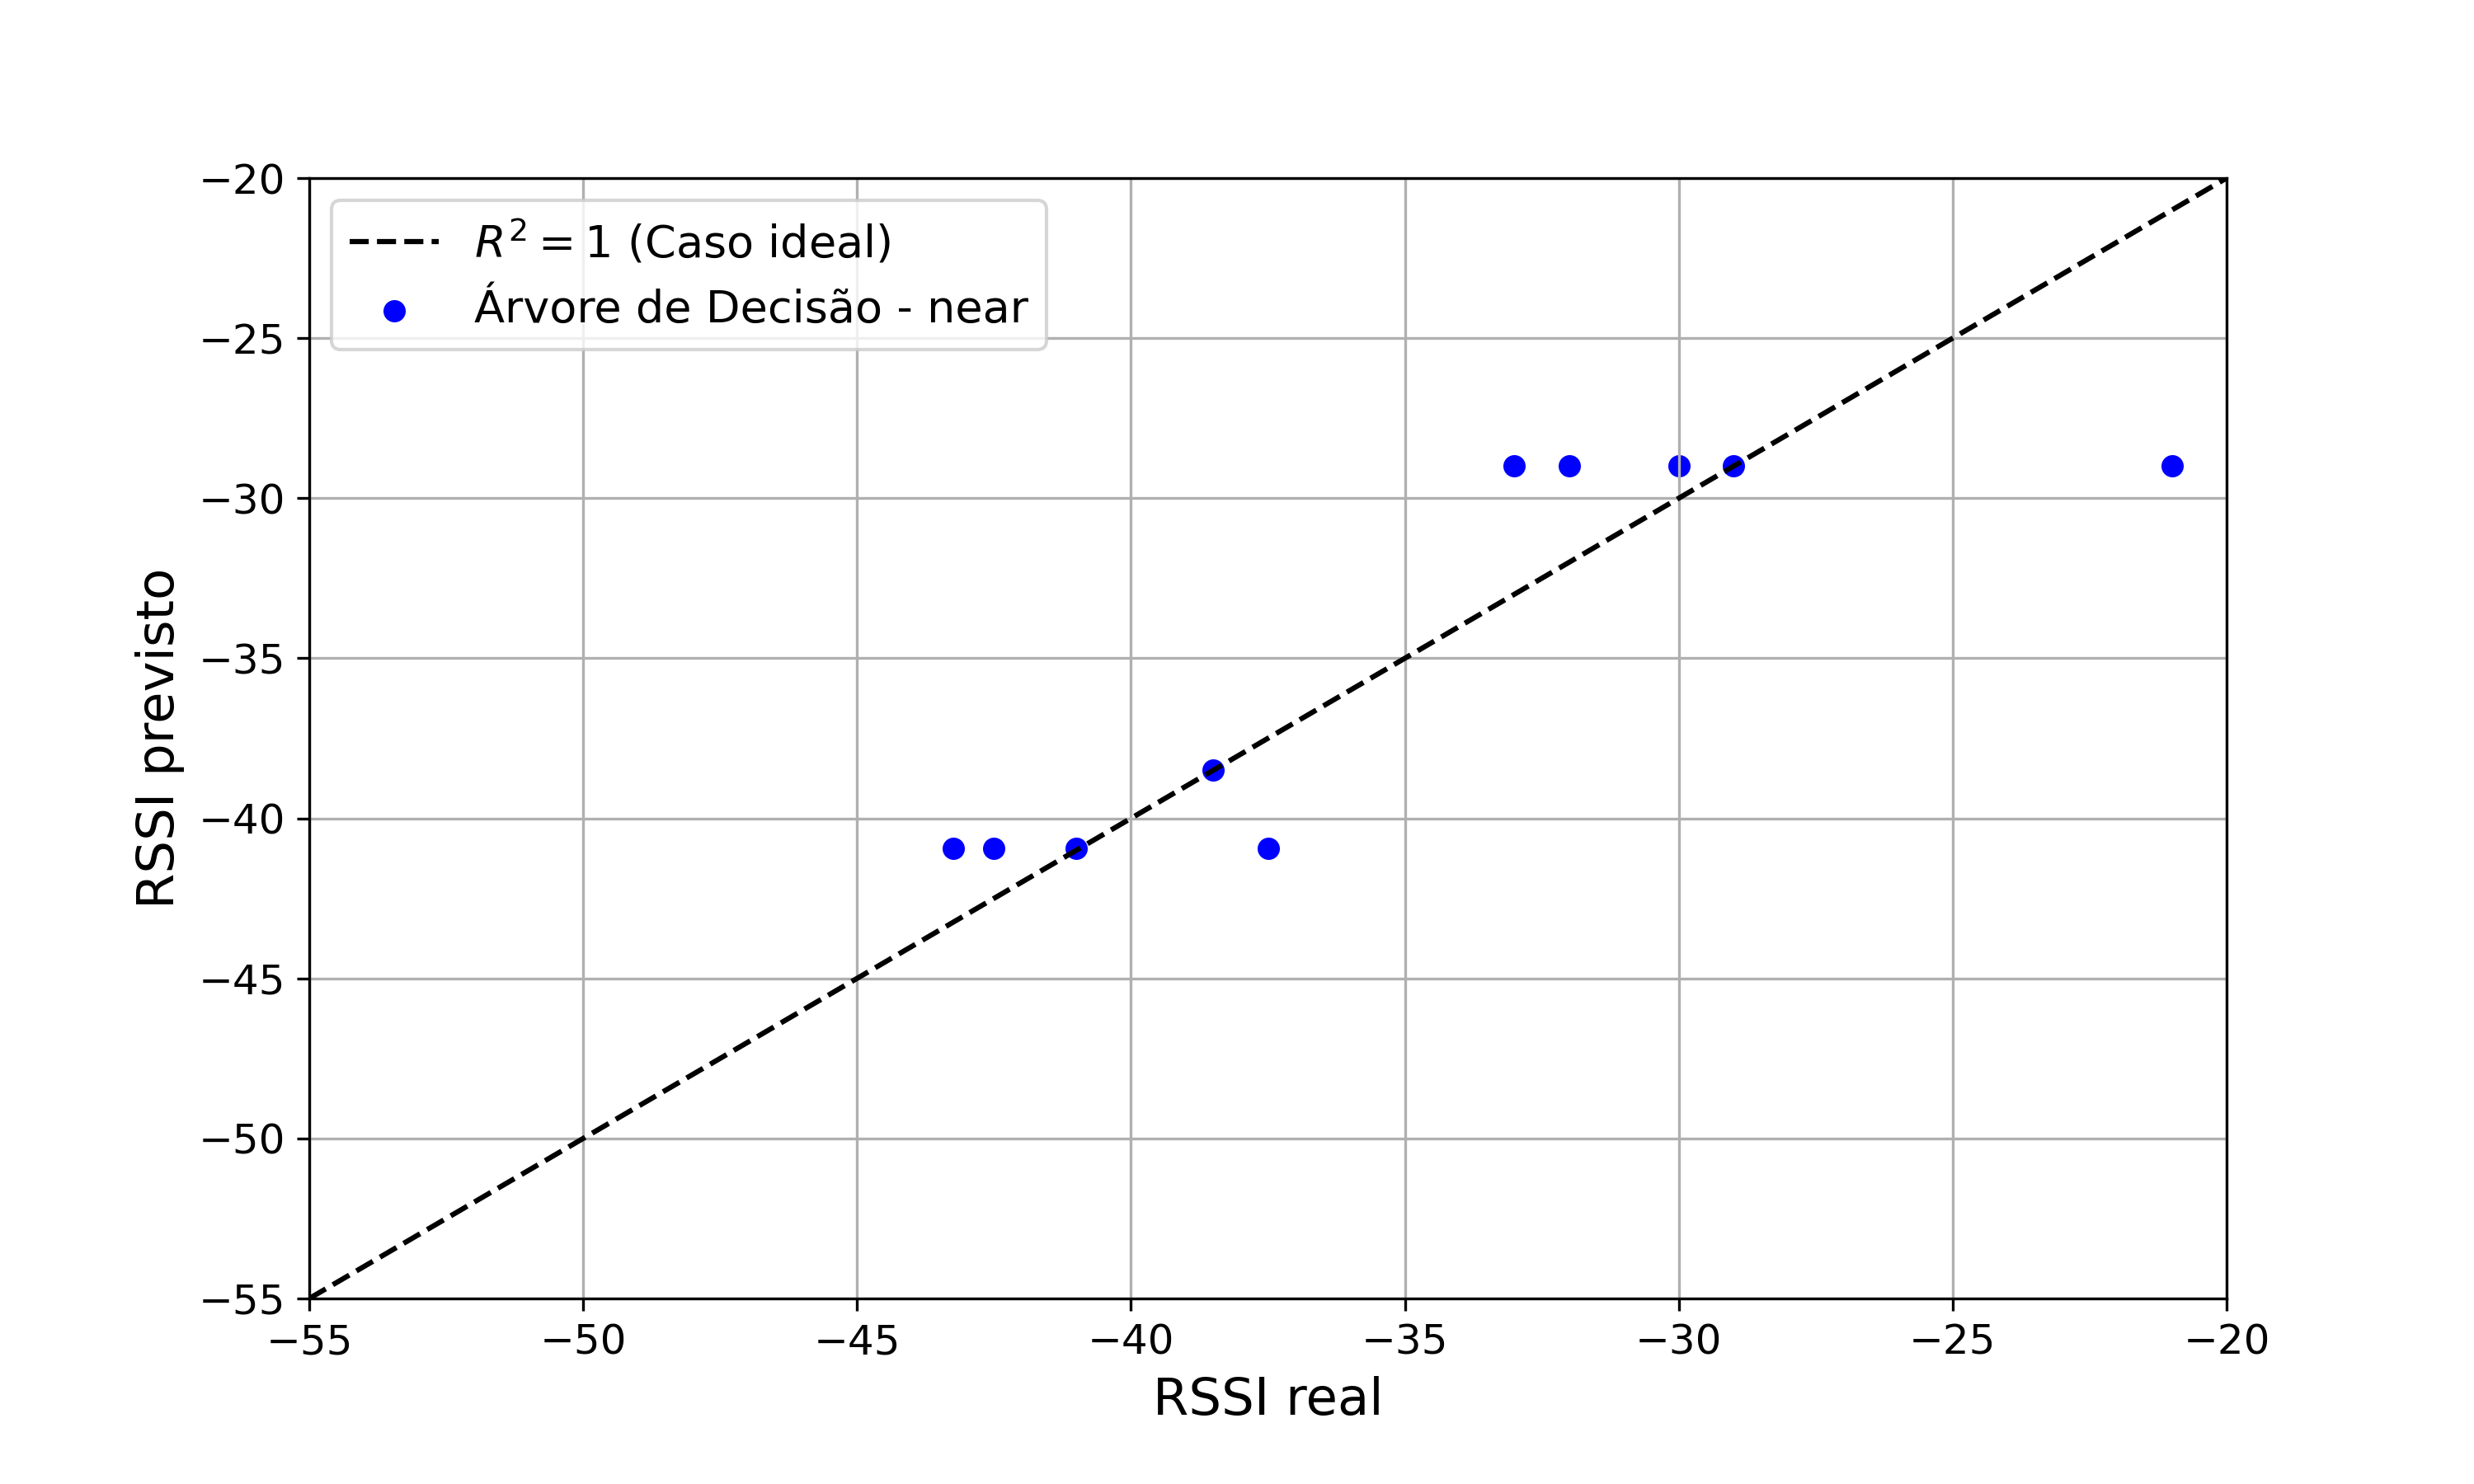 R² = 1 (Caso ideal)
Árvore de Decisão - near
RSSI previsto
−20
−25
−30
−35
−40
−45
−50
−55
−55 −50 −45 −40 −35 −30 −25 −20
RSSI real